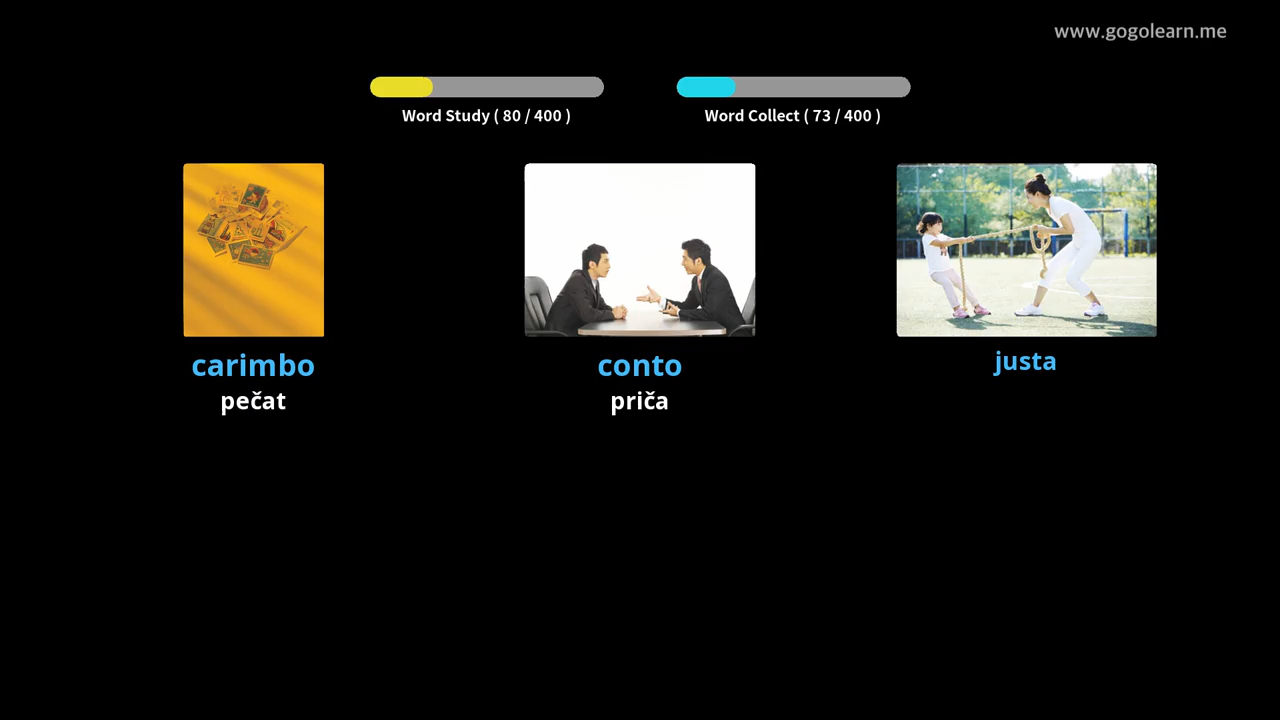 www.gogolearn.me
Word Study ( 80 / 400 )
Word Collect ( 73 / 400 )
carimbo
pečat
conto
priča
justa